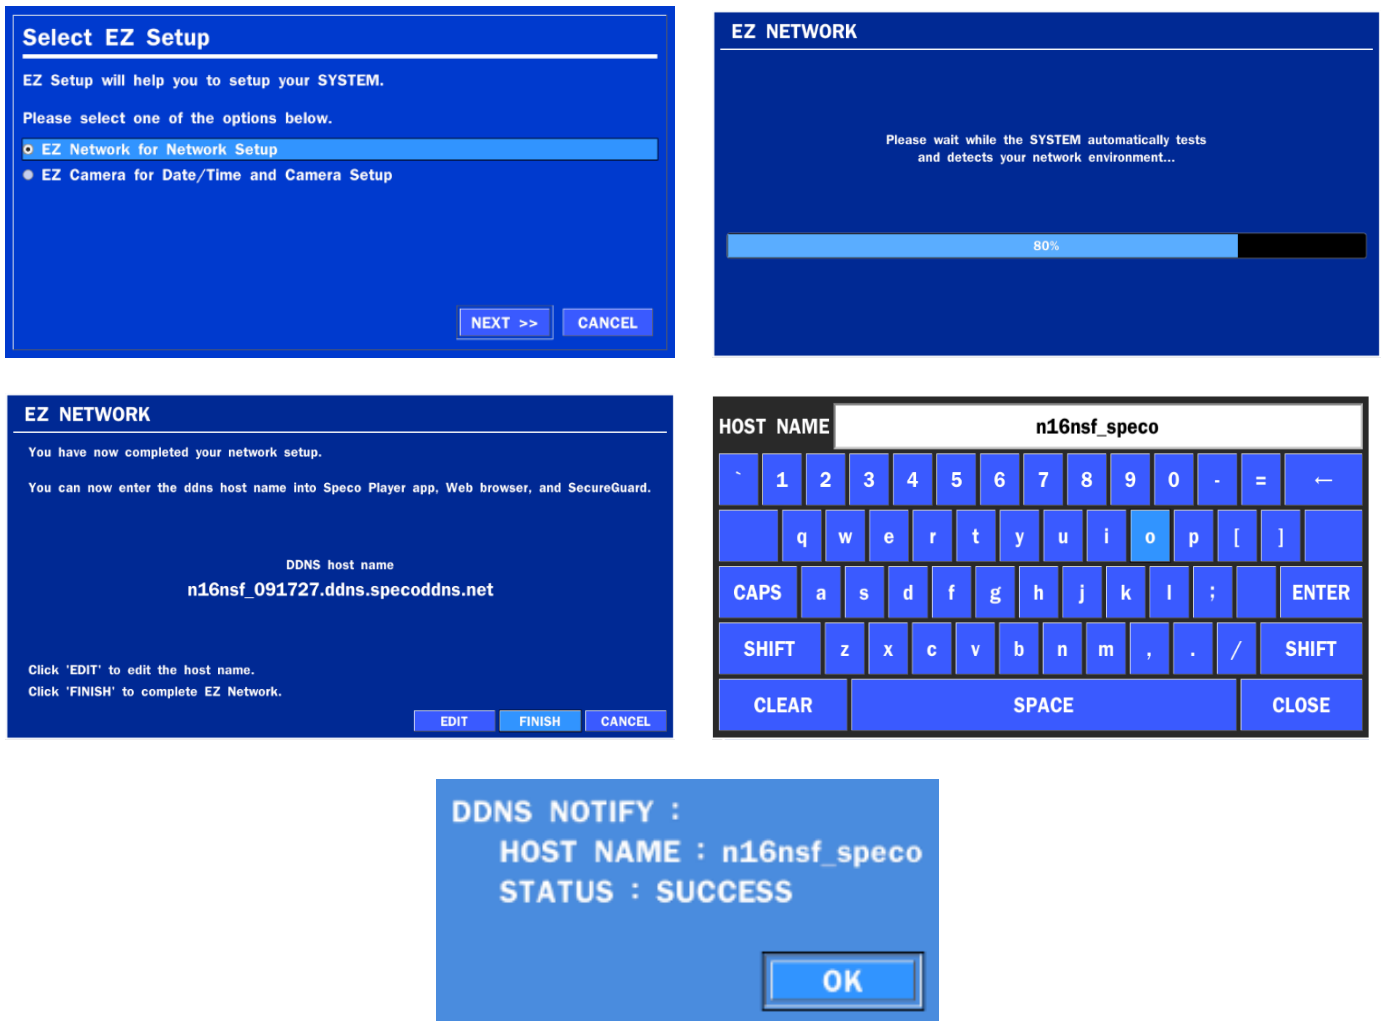 Select EZ Setup
EZ Setup will help you to setup your SYSTEM.
Please select one of the options below.
EZ Network for Network Setup
EZ Camera for Date/Time and Camera Setup
NEXT >> CANCEL
EZ NETWORK
Please wait while the SYSTEM automatically tests
and detects your network environment...
80%
EZ NETWORK
You have now completed your network setup.
You can now enter the ddns host name into Speco Player app, Web browser, and SecureGuard.
DDNS host name
n16nsf_091727.ddns.specoddns.net
Click 'EDIT' to edit the host name.
Click 'FINISH' to complete EZ Network.
EDIT FINISH CANCEL
HOST NAME n16nsf_speco
` 1 2 3 4 5 6 7 8 9 0 - = ←
q w e r t y u i o p [ ]
CAPS a s d f g h j k l ; ENTER
SHIFT z x c v b n m , . / SHIFT
CLEAR SPACE CLOSE
DDNS NOTIFY :
HOST NAME : n16nsf_speco
STATUS : SUCCESS
OK